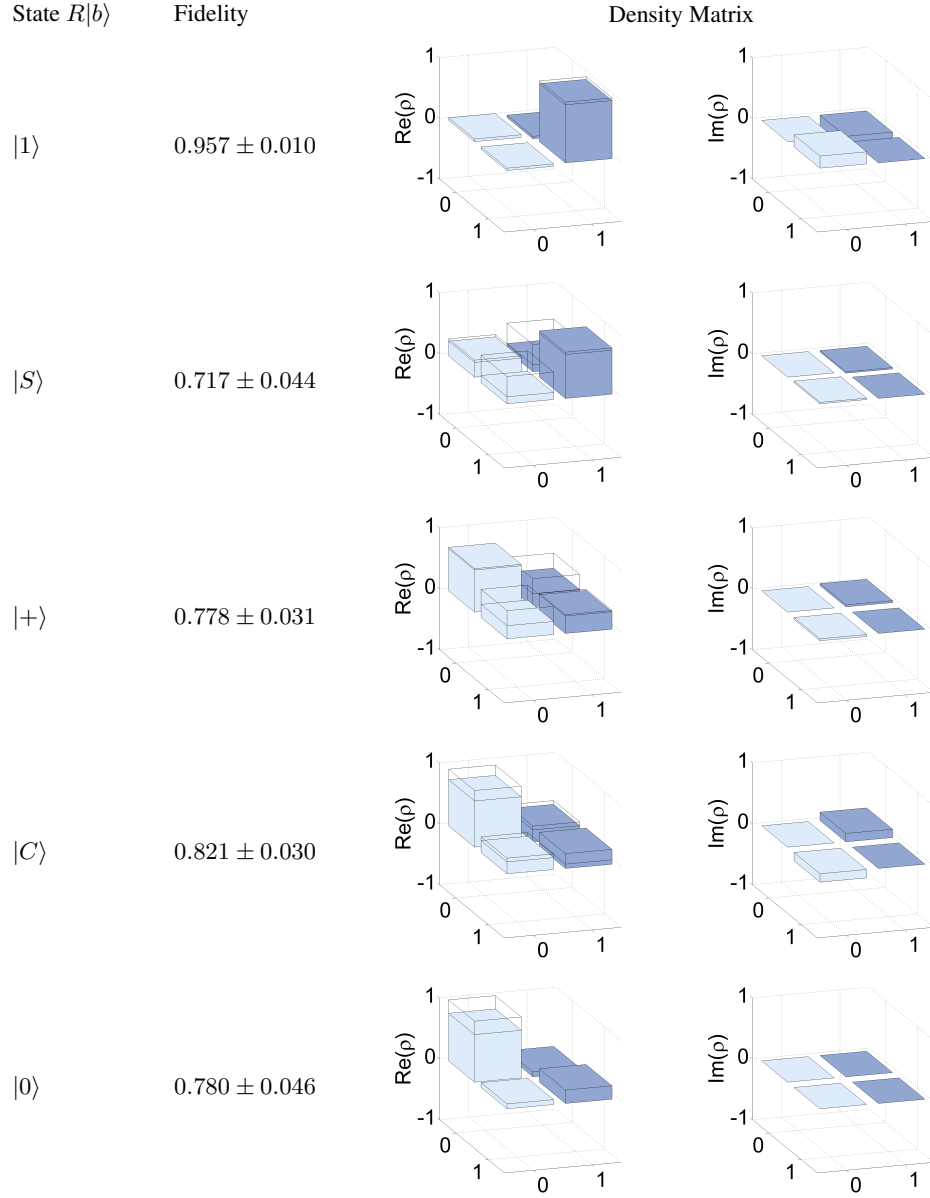 State R|b⟩ Fidelity Density Matrix
|1⟩ 0.957 ± 0.010
Re(ρ) 1 0 -1 0 1 0 1
Im(ρ) 1 0 -1 0 1 0 1
|S⟩ 0.717 ± 0.044
Re(ρ) 1 0 -1 0 1 0 1
Im(ρ) 1 0 -1 0 1 0 1
|+⟩ 0.778 ± 0.031
Re(ρ) 1 0 -1 0 1 0 1
Im(ρ) 1 0 -1 0 1 0 1
|C⟩ 0.821 ± 0.030
Re(ρ) 1 0 -1 0 1 0 1
Im(ρ) 1 0 -1 0 1 0 1
|0⟩ 0.780 ± 0.046
Re(ρ) 1 0 -1 0 1 0 1
Im(ρ) 1 0 -1 0 1 0 1